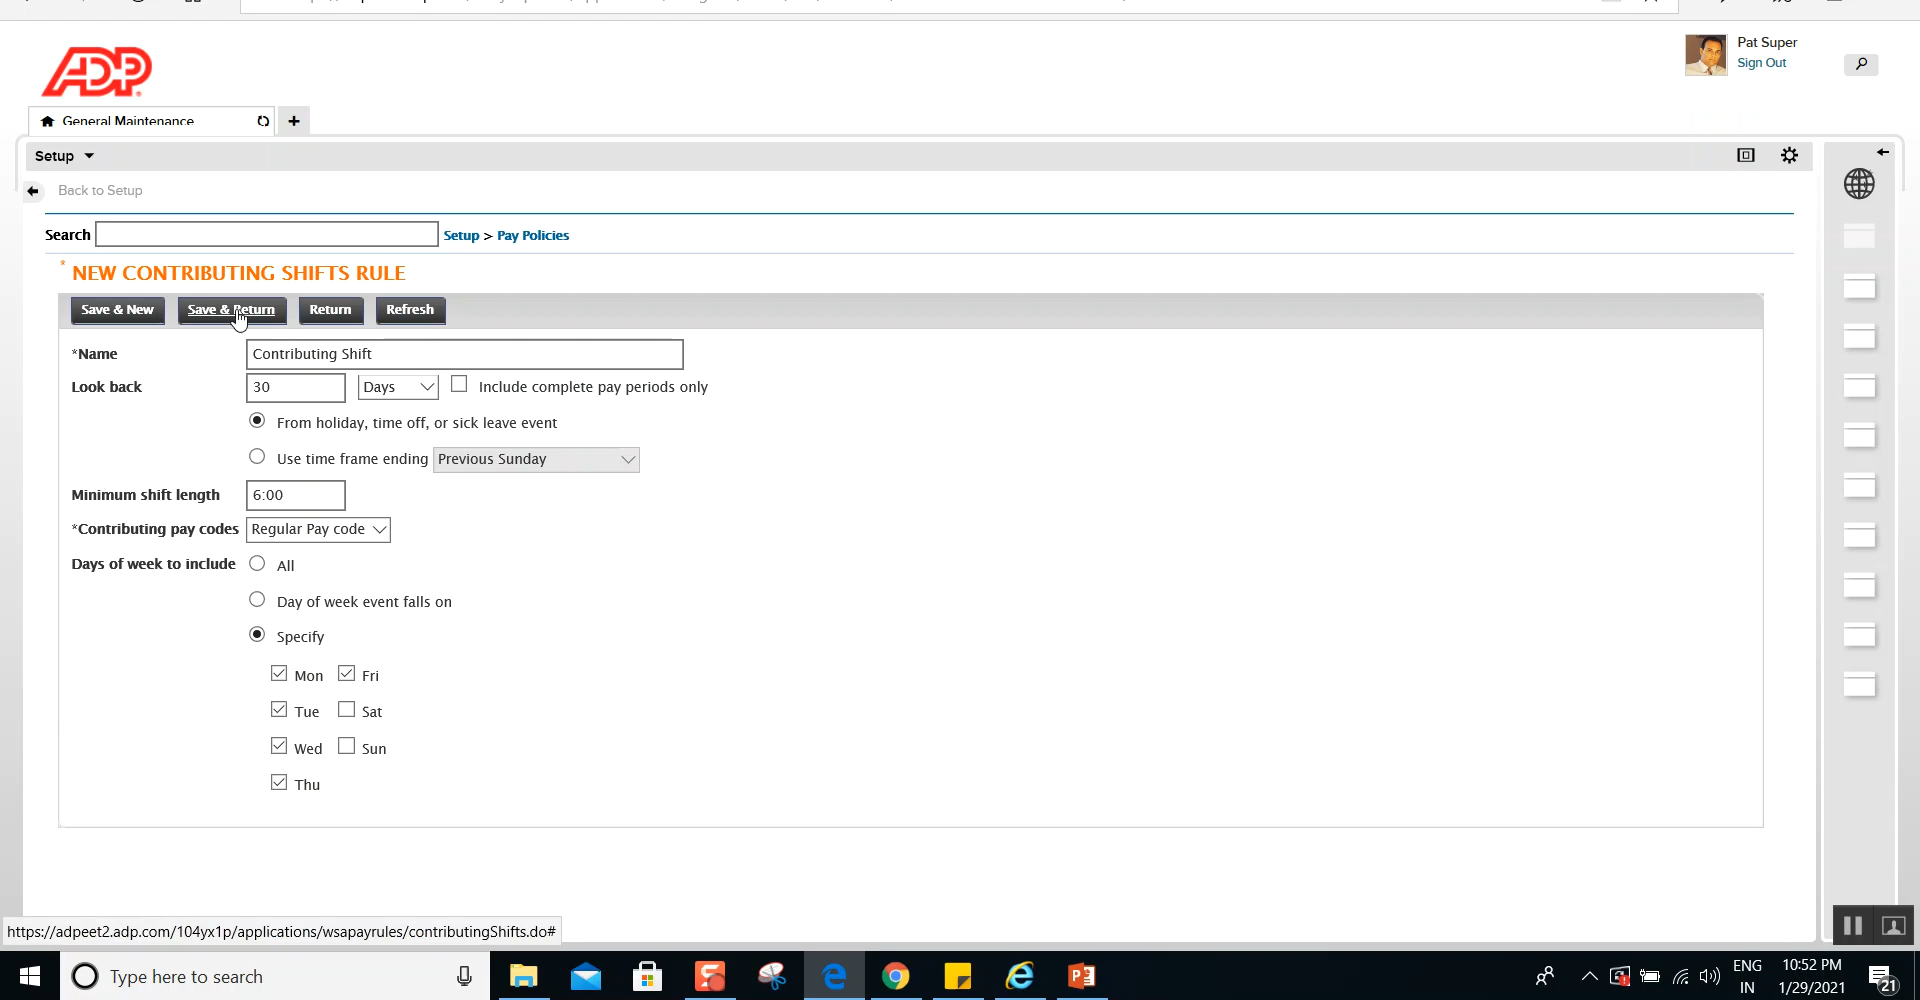 ADP
Pat Super
Sign Out
General Maintenance
+
Setup
Back to Setup
Search
Setup > Pay Policies
* NEW CONTRIBUTING SHIFTS RULE
Save & New Save & Return Return Refresh
*Name Contributing Shift
Look back 30 Days Include complete pay periods only
From holiday, time off, or sick leave event
Use time frame ending Previous Sunday
Minimum shift length 6:00
*Contributing pay codes Regular Pay code
Days of week to include All
Day of week event falls on
Specify
Mon Fri
Tue Sat
Wed Sun
Thu
https://adpeet2.adp.com/104yx1p/applications/wsapayrules/contributingShifts.do#
Type here to search
ENG
IN
10:52 PM
1/29/2021
21